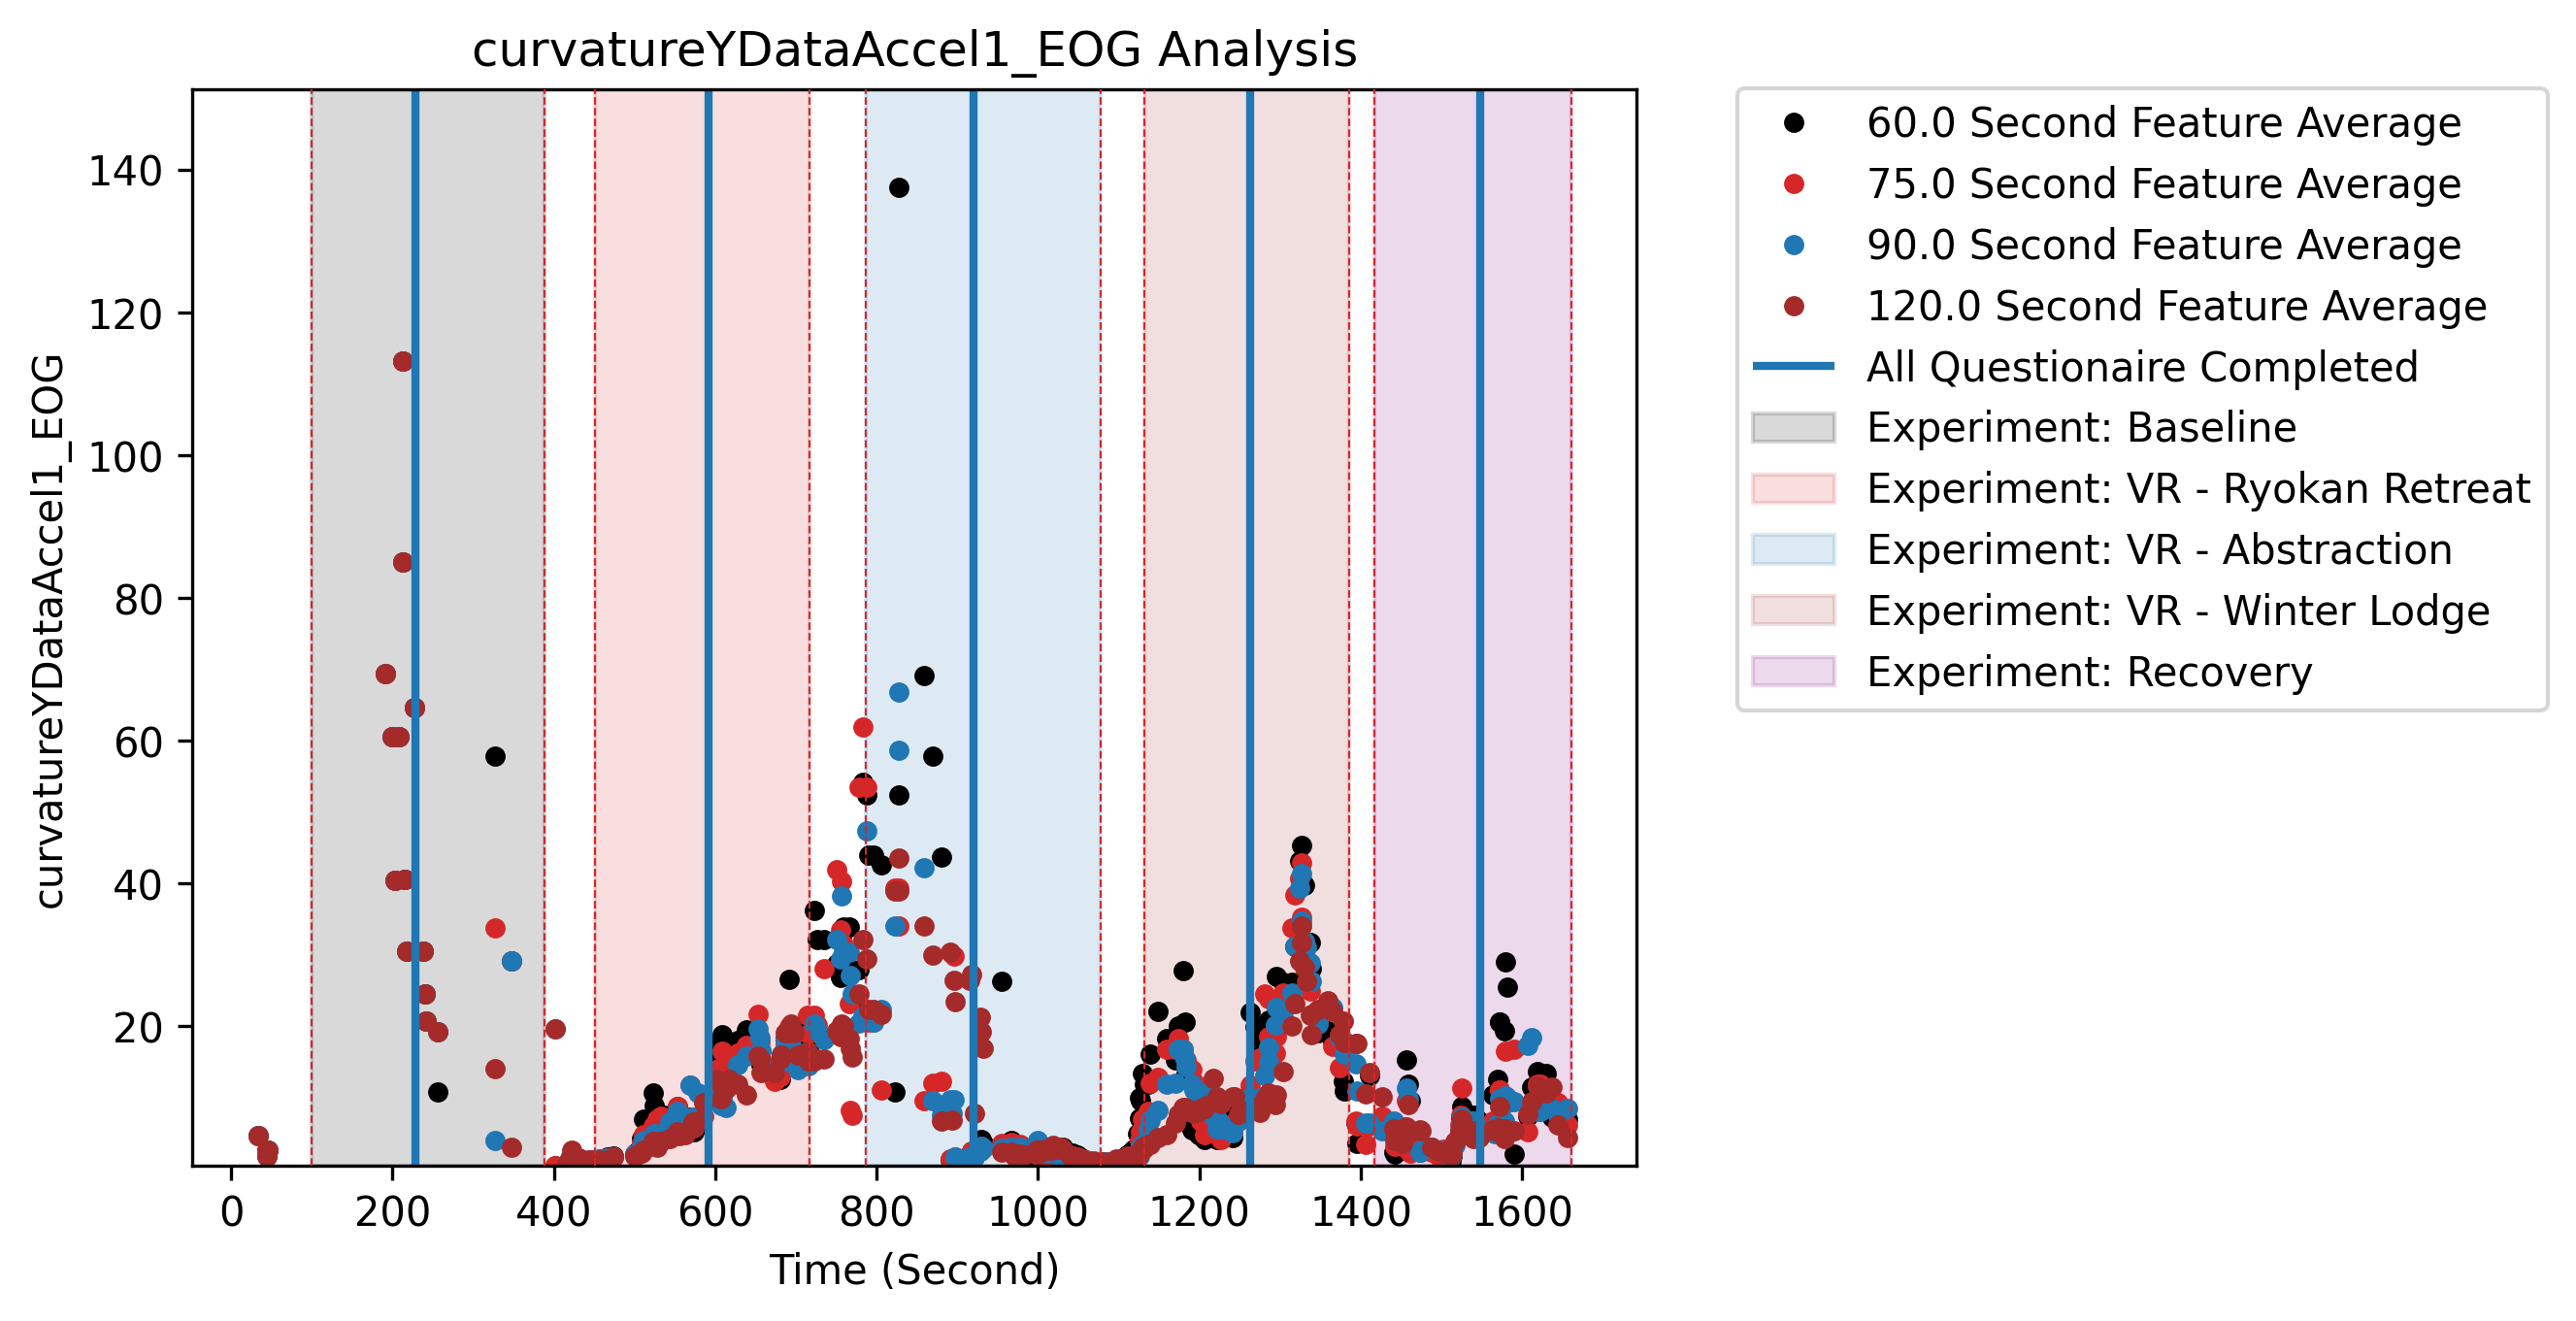 curvatureYDataAccel1_EOG Analysis
curvatureYDataAccel1_EOG
140
120
100
80
60
40
20
0 200 400 600 800 1000 1200 1400 1600
Time (Second)
60.0 Second Feature Average
75.0 Second Feature Average
90.0 Second Feature Average
120.0 Second Feature Average
All Questionaire Completed
Experiment: Baseline
Experiment: VR - Ryokan Retreat
Experiment: VR - Abstraction
Experiment: VR - Winter Lodge
Experiment: Recovery